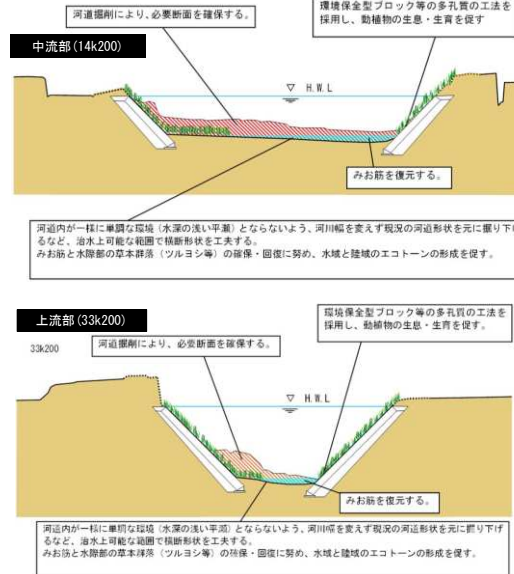 河道掘削により、必要断面を確保する。
環境保全型ブロック等の多孔質の工法を
採用し、動植物の生息・生育を促す
中流部(14k200)
▽ H.W.L
みお筋を復元する。
河道内が一様に単調な環境（水深の浅い平瀬）とならないよう、河川幅を変えず現況の河道形状を元に掘り下げ
るなど、治水上可能な範囲で横断形状を工夫する。
みお筋と水際部の草本群落（ツルヨシ等）の確保・回復に努め、水域と陸域のエコトーンの形成を促す。
上流部(33k200)
環境保全型ブロック等の多孔質の工法を
採用し、動植物の生息・生育を促す。
33k200
河道掘削により、必要断面を確保する。
▽ H.W.L
みお筋を復元する。
河道内が一様に単調な環境（水深の浅い平瀬）とならないよう、河川幅を変えず現況の河道形状を元に掘り下げ
るなど、治水上可能な範囲で横断形状を工夫する。
みお筋と水際部の草本群落（ツルヨシ等）の確保・回復に努め、水域と陸域のエコトーンの形成を促す。